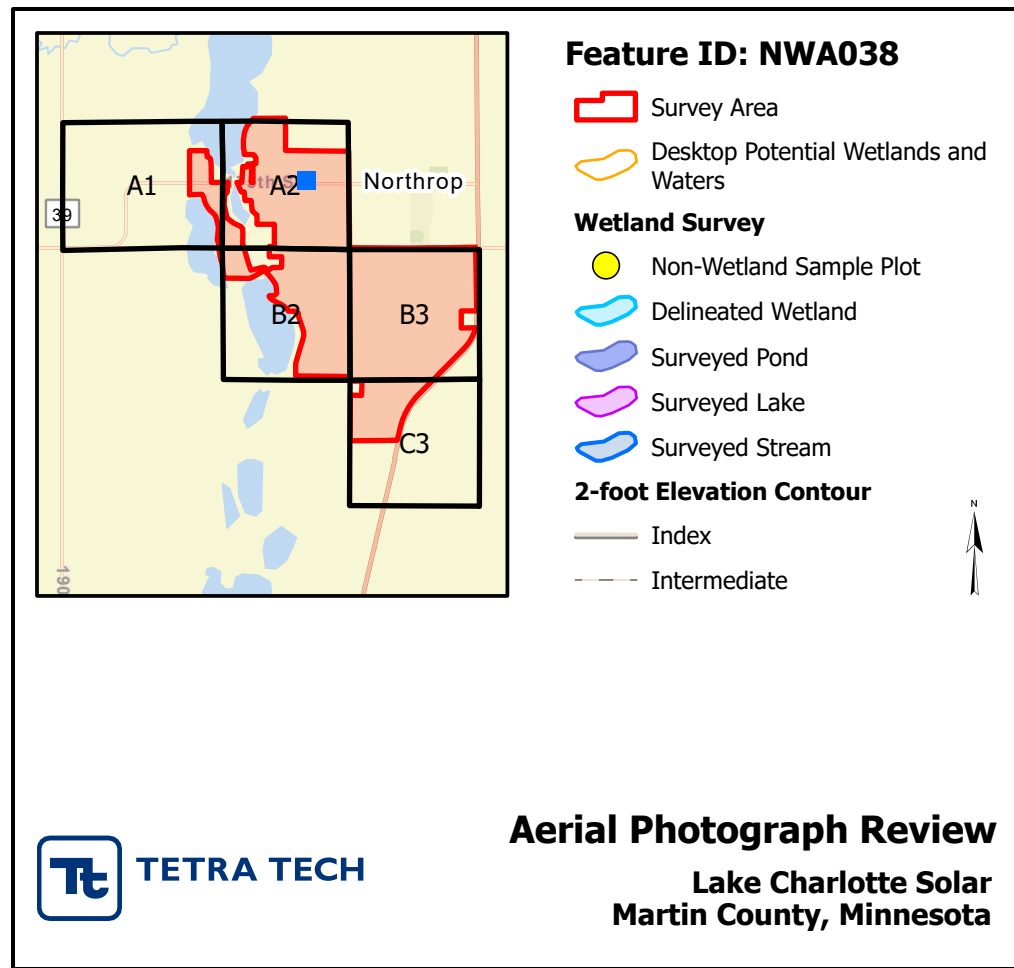 Feature ID: NWA038
Survey Area
Desktop Potential Wetlands and
Waters
Wetland Survey
Non-Wetland Sample Plot
Delineated Wetland
Surveyed Pond
Surveyed Lake
Surveyed Stream
2-foot Elevation Contour
Index
Intermediate
N
A1
A2
Northrop
39
B2
B3
C3
190
TETRA TECH
Tt
Aerial Photograph Review
Lake Charlotte Solar
Martin County, Minnesota